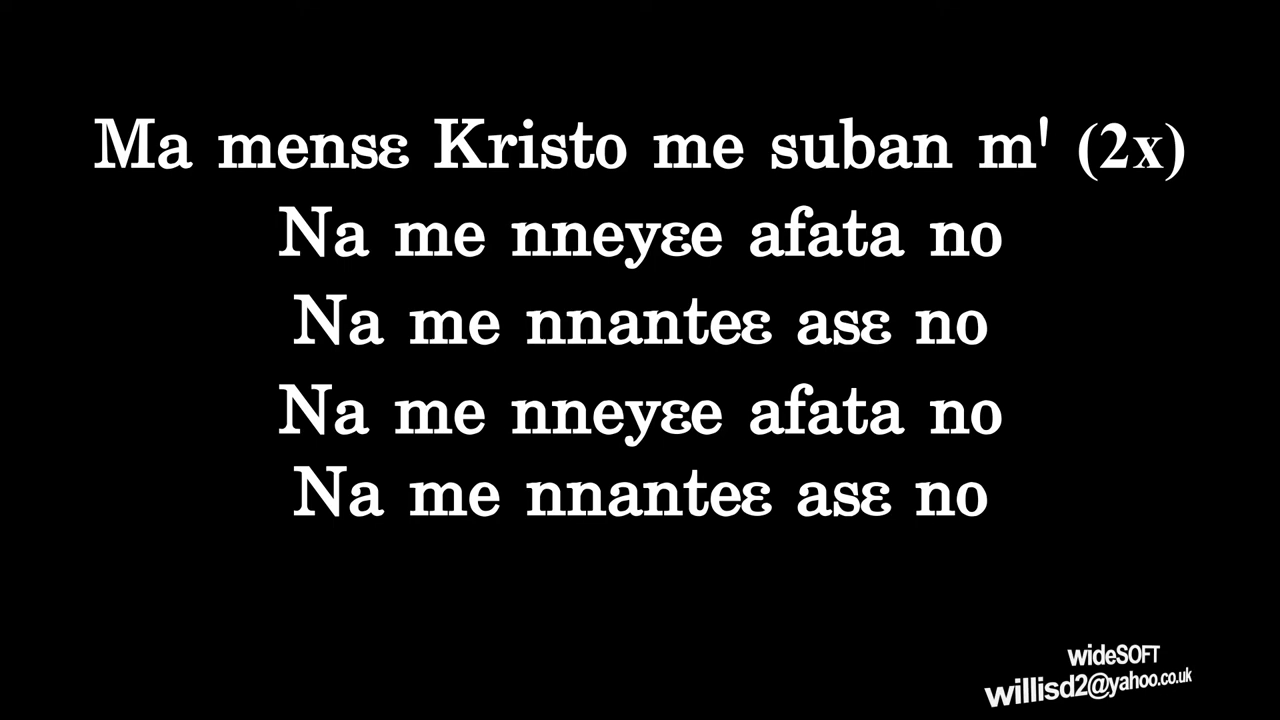 Ma mensɛ Kristo me suban m' (2x)
Na me nneyɛe afata no
Na me nnanteɛ asɛ no
Na me nneyɛe afata no
Na me nnanteɛ asɛ no
wideSOFT
willisd2@yahoo.co.uk